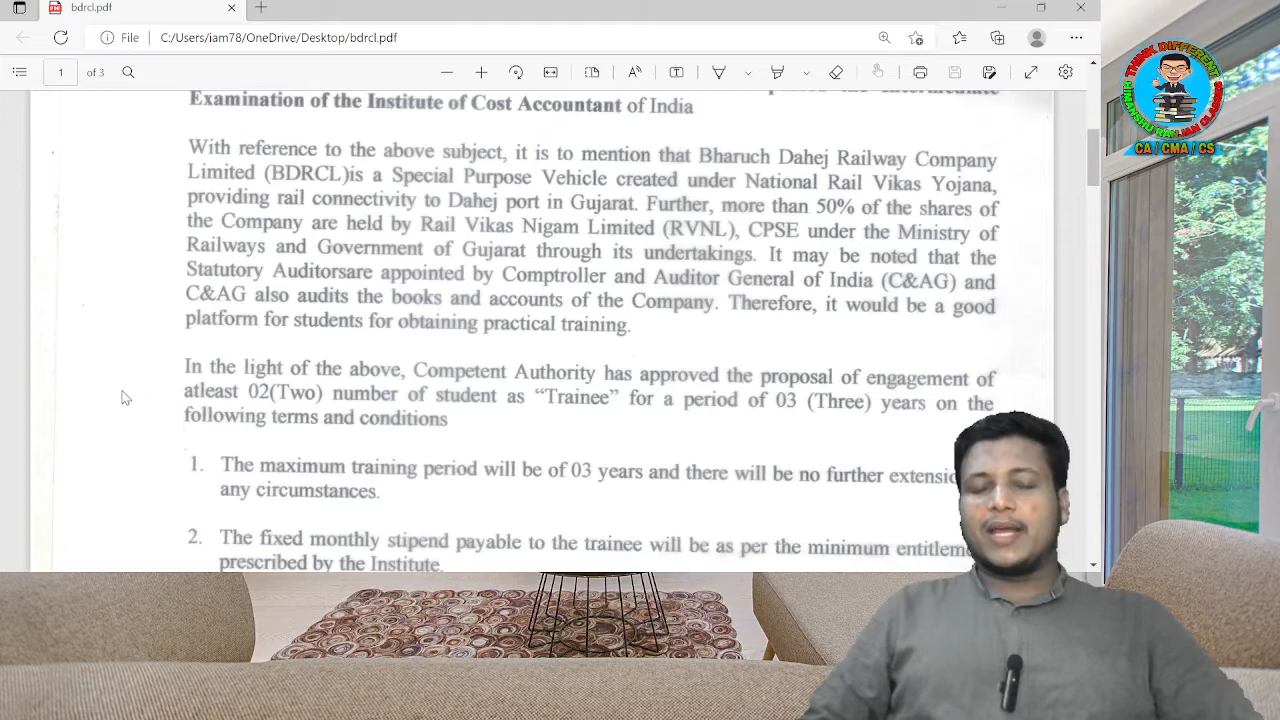 bdrcl.pdf
File C:/Users/iam78/OneDrive/Desktop/bdrcl.pdf
1 of 3
Examination of the Institute of Cost Accountant of India
With reference to the above subject, it is to mention that Bharuch Dahej Railway Company
Limited (BDRCL)is a Special Purpose Vehicle created under National Rail Vikas Yojana,
providing rail connectivity to Dahej port in Gujarat. Further, more than 50% of the shares of
the Company are held by Rail Vikas Nigam Limited (RVNL), CPSE under the Ministry of
Railways and Government of Gujarat through its undertakings. It may be noted that the
Statutory Auditorsare appointed by Comptroller and Auditor General of India (C&AG) and
C&AG also audits the books and accounts of the Company. Therefore, it would be a good
platform for students for obtaining practical training.
In the light of the above, Competent Authority has approved the proposal of engagement of
atleast 02(Two) number of student as “Trainee” for a period of 03 (Three) years on the
following terms and conditions
1. The maximum training period will be of 03 years and there will be no further
any circumstances.
2. The fixed monthly stipend payable to the trainee will be as per the minimum
prescribed by the Institute.
THINK DIFFERENT
HIMANSHU RANJAN CLASSES
CA / CMA / CS